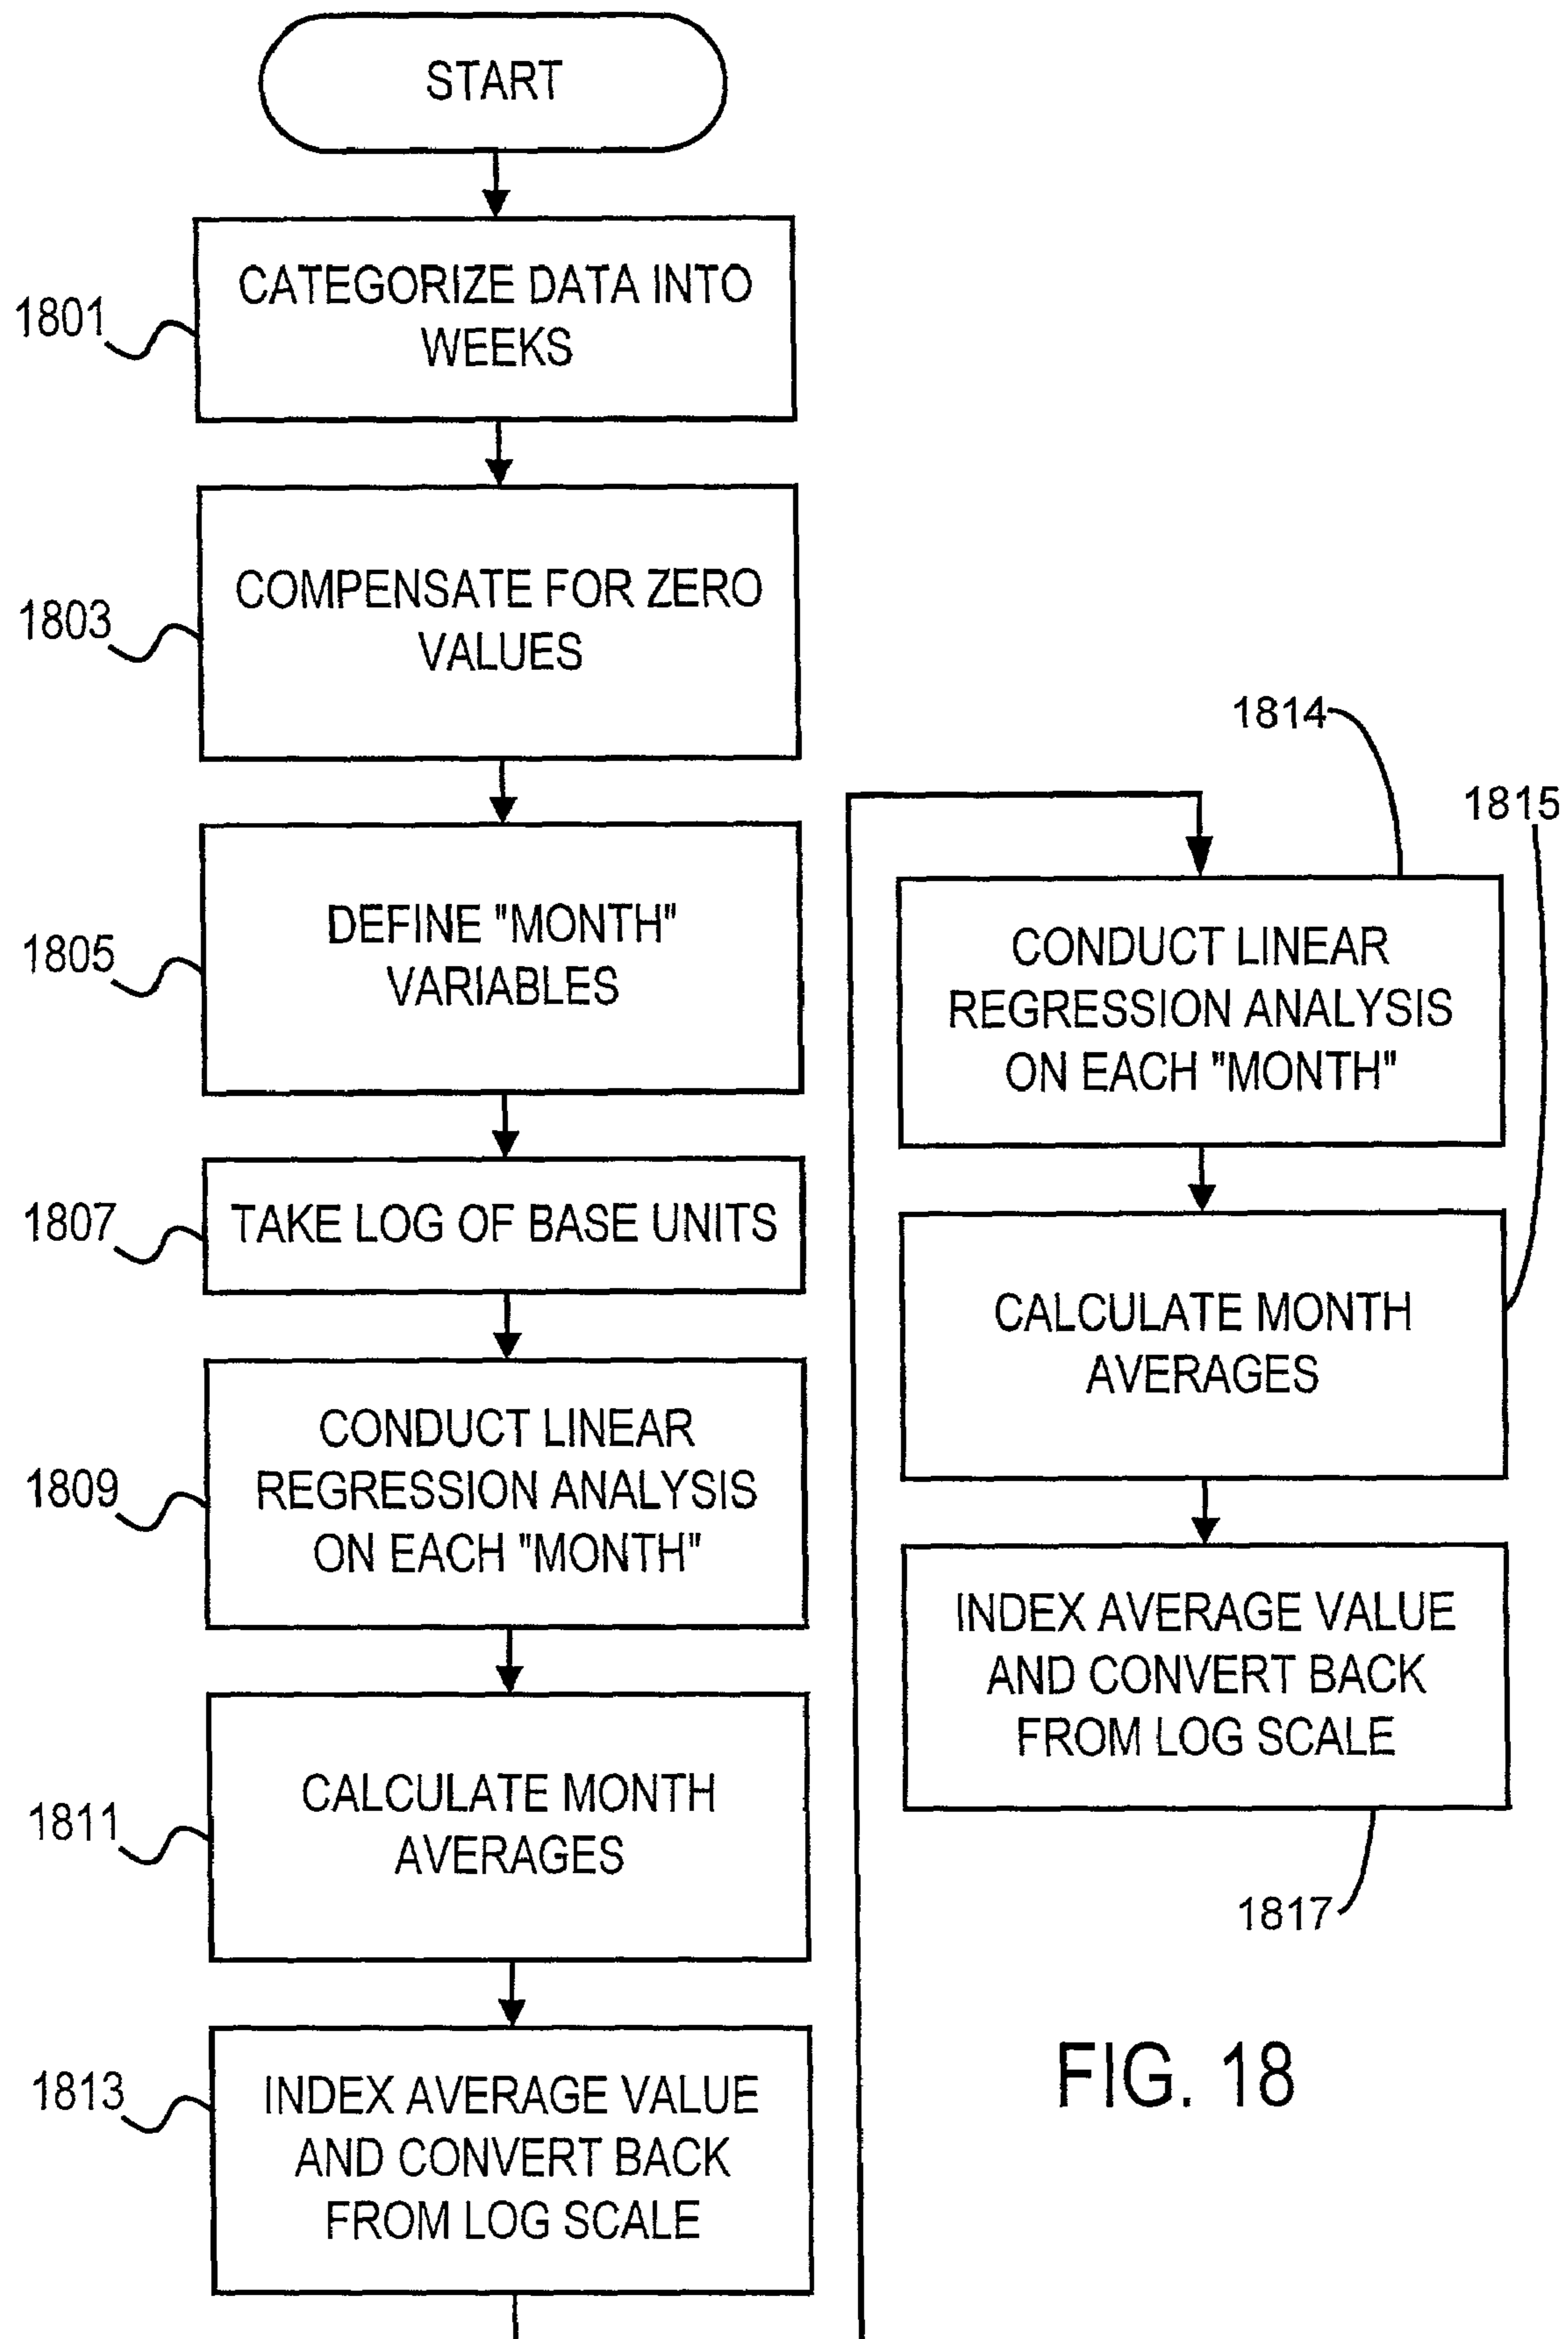 START
1801
CATEGORIZE DATA INTO
WEEKS
1803
COMPENSATE FOR ZERO
VALUES
1805
DEFINE "MONTH"
VARIABLES
1807
TAKE LOG OF BASE UNITS
1809
CONDUCT LINEAR
REGRESSION ANALYSIS
ON EACH "MONTH"
1811
CALCULATE MONTH
AVERAGES
1813
INDEX AVERAGE VALUE
AND CONVERT BACK
FROM LOG SCALE
1814
CONDUCT LINEAR
REGRESSION ANALYSIS
ON EACH "MONTH"
1815
CALCULATE MONTH
AVERAGES
INDEX AVERAGE VALUE
AND CONVERT BACK
FROM LOG SCALE
1817
FIG. 18